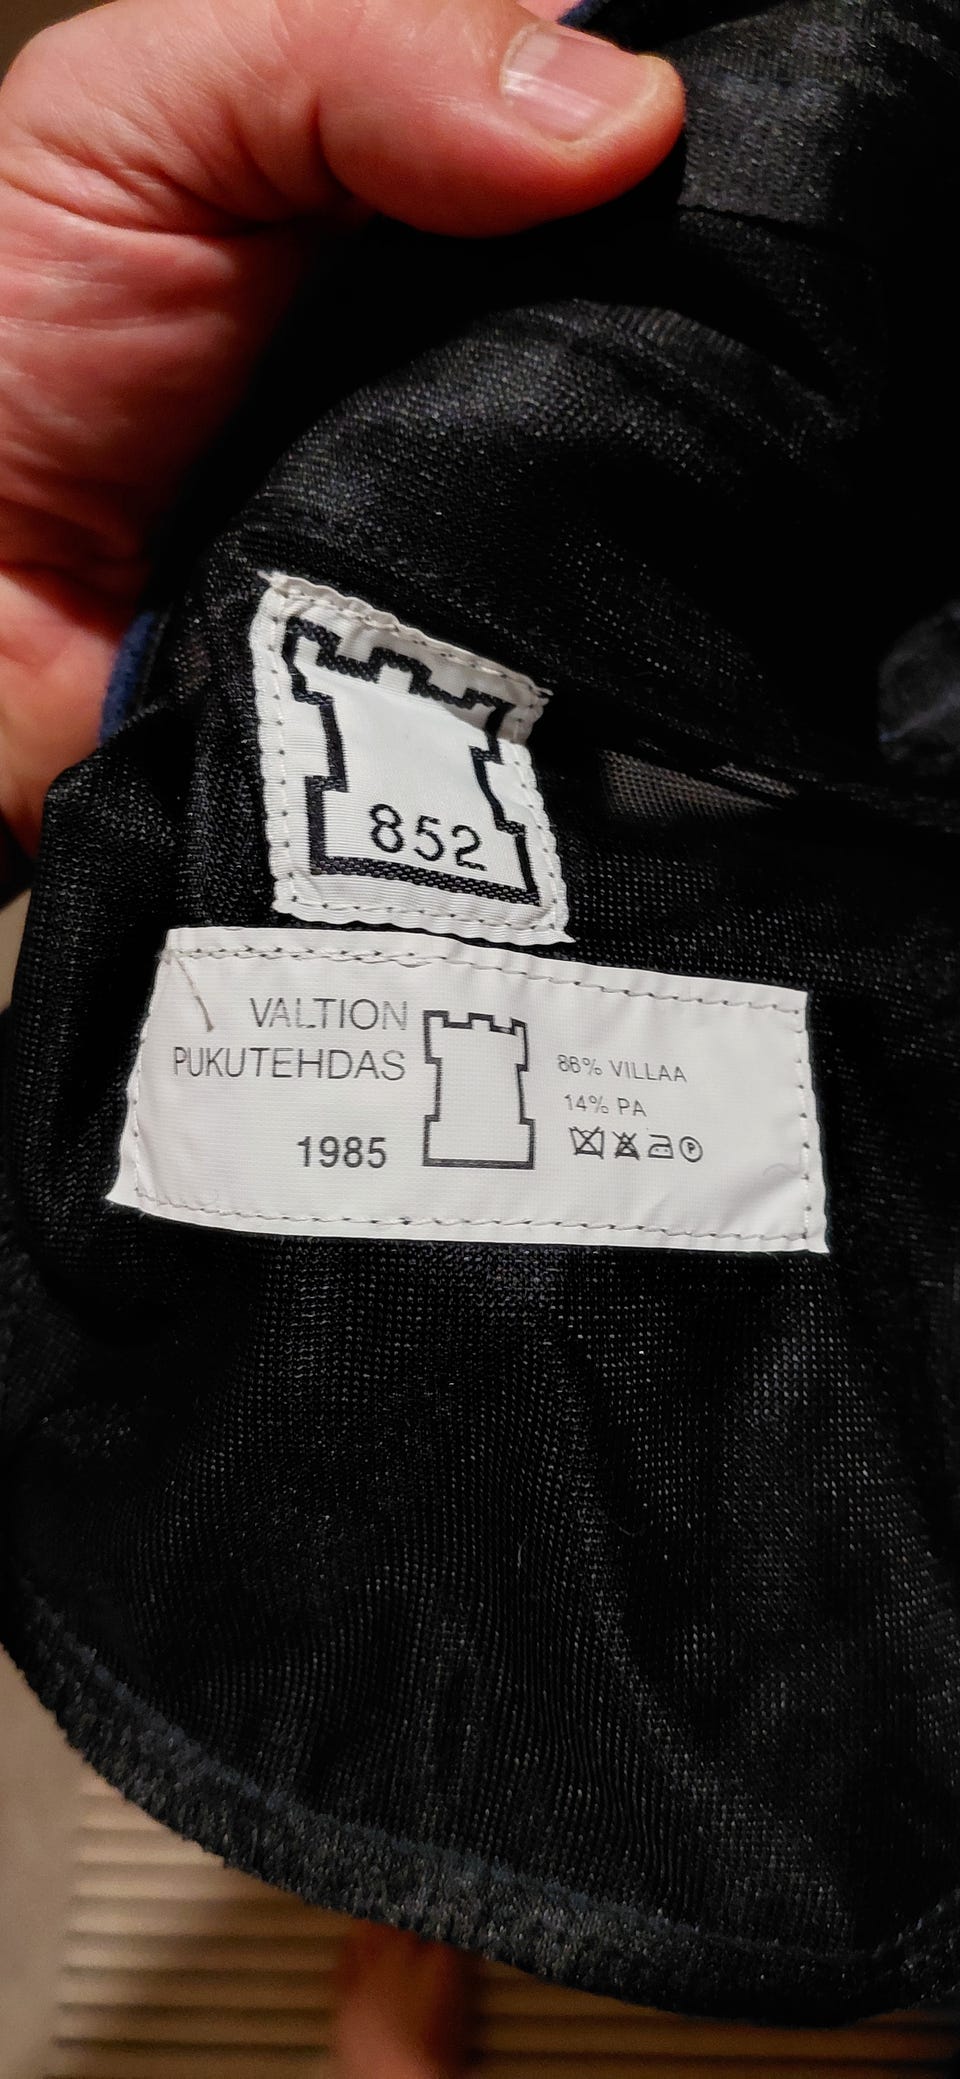 852
VALTION
PUKUTEHDAS
1985
86% VILLAA
14% PA
P